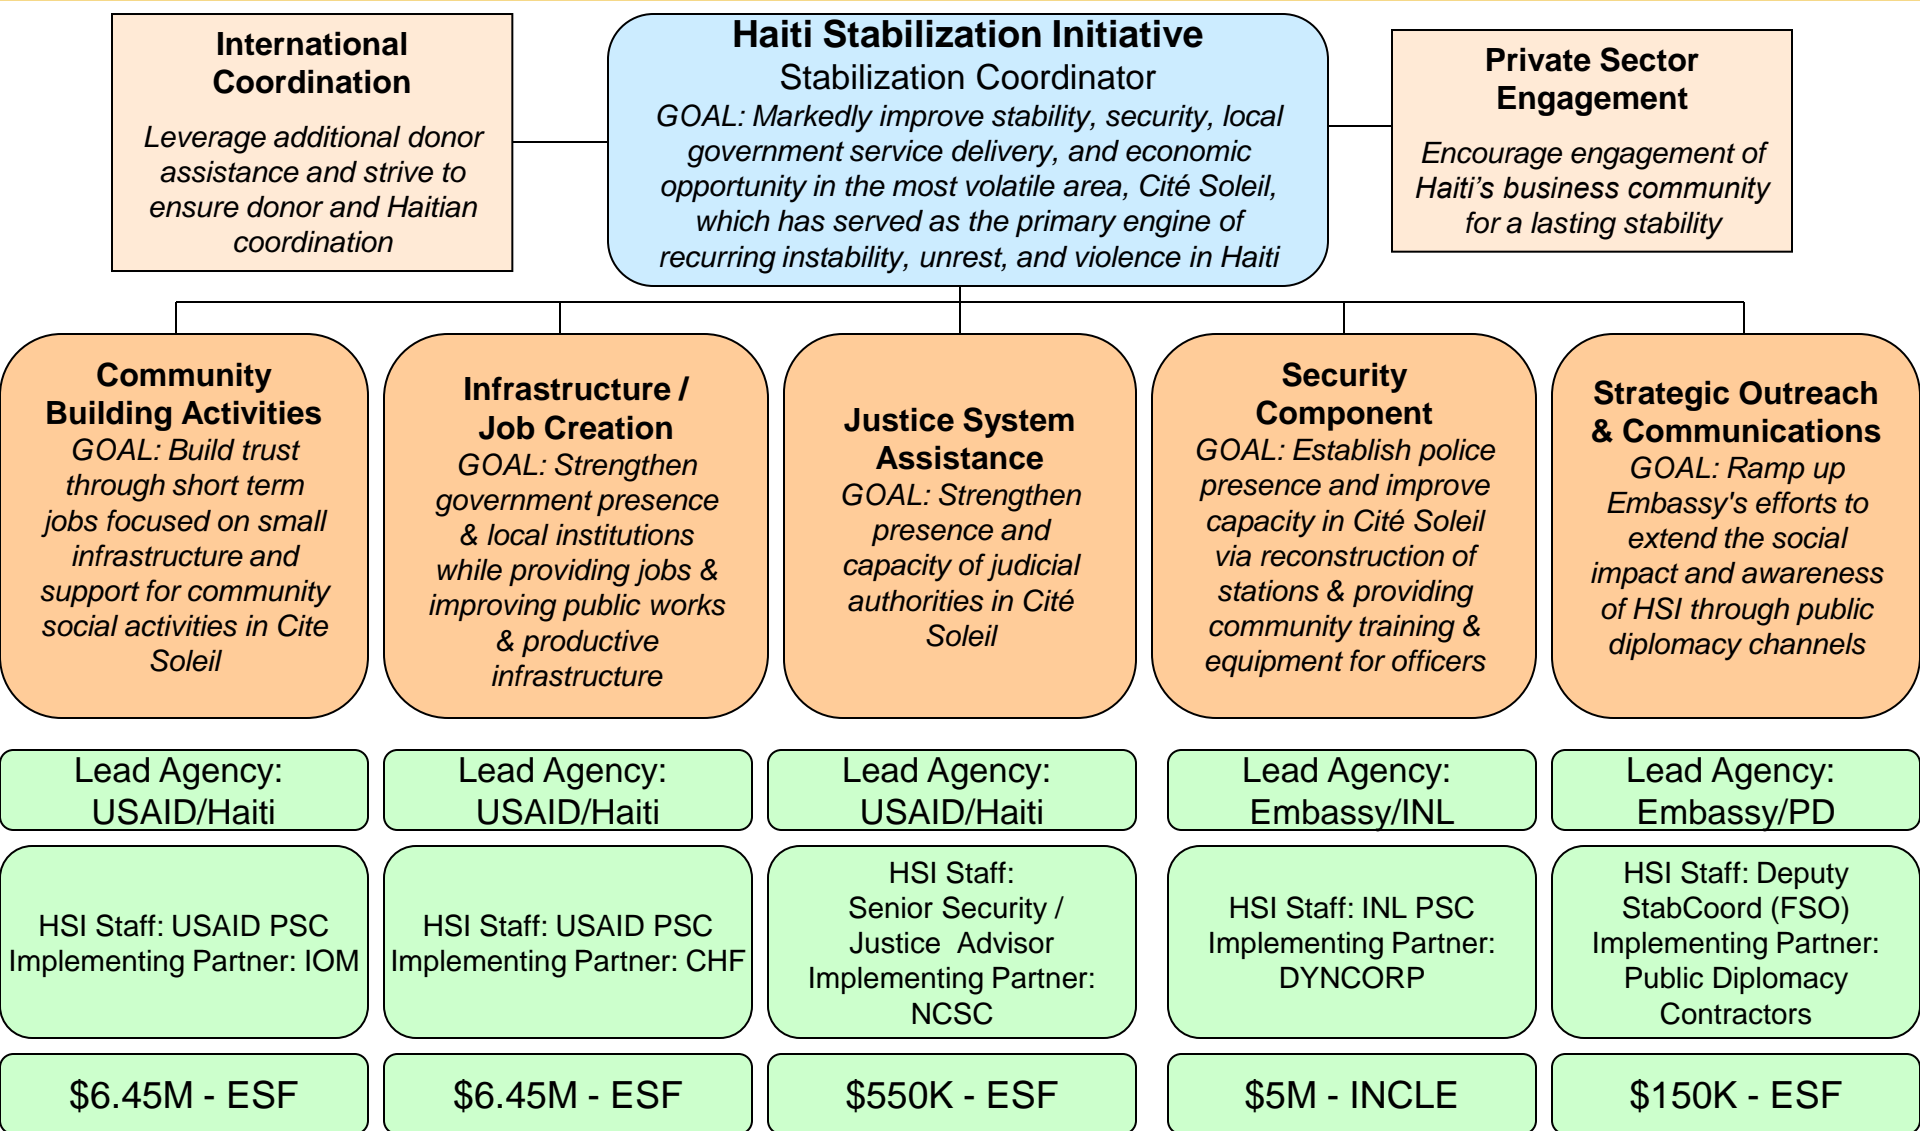 International
Coordination
Leverage additional donor
assistance and strive to
ensure donor and Haitian
coordination
Haiti Stabilization Initiative
Stabilization Coordinator
GOAL: Markedly improve stability, security, local
government service delivery, and economic
opportunity in the most volatile area, Cité Soleil,
which has served as the primary engine of
recurring instability, unrest, and violence in Haiti
Private Sector
Engagement
Encourage engagement of
Haiti’s business community
for a lasting stability
Community
Building Activities
GOAL: Build trust
through short term
jobs focused on small
infrastructure and
support for community
social activities in Cite
Soleil
Infrastructure /
Job Creation
GOAL: Strengthen
government presence
& local institutions
while providing jobs &
improving public works
& productive
infrastructure
Justice System
Assistance
GOAL: Strengthen
presence and
capacity of judicial
authorities in Cité
Soleil
Security
Component
GOAL: Establish police
presence and improve
capacity in Cité Soleil
via reconstruction of
stations & providing
community training &
equipment for officers
Strategic Outreach
& Communications
GOAL: Ramp up
Embassy's efforts to
extend the social
impact and awareness
of HSI through public
diplomacy channels
Lead Agency:
USAID/Haiti
Lead Agency:
USAID/Haiti
Lead Agency:
USAID/Haiti
Lead Agency:
Embassy/INL
Lead Agency:
Embassy/PD
HSI Staff: USAID PSC
Implementing Partner: IOM
HSI Staff: USAID PSC
Implementing Partner: CHF
HSI Staff:
Senior Security /
Justice Advisor
Implementing Partner:
NCSC
HSI Staff: INL PSC
Implementing Partner:
DYNCORP
HSI Staff: Deputy
StabCoord (FSO)
Implementing Partner:
Public Diplomacy
Contractors
$6.45M - ESF
$6.45M - ESF
$550K - ESF
$5M - INCLE
$150K - ESF